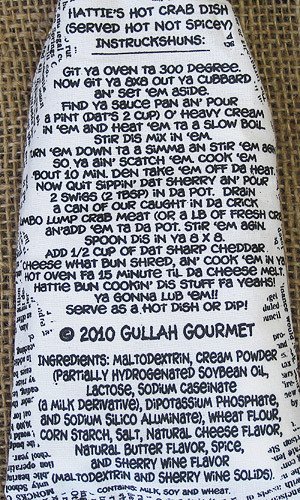 HATTIE'S HOT CRAB DISH
(SERVED HOT NOT SPICEY)
INSTRUCKSHUNS:
GIT YA OVEN TA 300 DEGREE.
NOW GIT YA 8X8 OUT YA CUBBARD
AN' SET 'EM ASIDE.
FIND YA SAUCE PAN AN' POUR
A PINT (DAT'S 2 CUP) O' HEAVY CREAM
IN 'EM AND HEAT 'EM TA A SLOW BOIL.
STIR DIS MIX IN 'EM.
'EM DOWN TA A SIMMA AN STIR 'EM AGIN
SO YA AIN' SCATCH 'EM. COOK 'EM
'BOUT 10 MIN. DEN TAKE 'EM OFF DA HEAT.
NOW QUIT SIPPIN' DAT SHERRY AN' POUR
2 SWIGS (2 TBSP) IN DA POT. DRAIN
A CAN OF OUR CAUGHT IN DA CRICK
LUMP CRAB MEAT (OR A LB OF FRESH
AN'ADD 'EM TA DA POT. STIR 'EM AGIN.
SPOON DIS IN YA 8 X 8.
ADD 1/2 CUP OF DAT SHARP CHEDDAR
CHEESE WHAT BUN SHRED, AN' COOK 'EM IN
HOT OVEN FA 15 MINUTE TIL DA CHEESE MELT.
HATTIE BUN COOKIN' DIS STUFF FA YEAHS!
YA GONNA LUB 'EM!!
SERVE AS A HOT DISH OR DIP!
© 2010 GULLAH GOURMET
INGREDIENTS: MALTODEXTRIN, CREAM POWDER
(PARTIALLY HYDROGENATED SOYBEAN OIL,
LACTOSE, SODIUM CASEINATE
(A MILK DERIVATIVE), DIPOTASSIUM PHOSPHATE,
AND SODIUM SILICO ALUMINATE), WHEAT FLOUR,
CORN STARCH, SALT, NATURAL CHEESE FLAVOR,
NATURAL BUTTER FLAVOR, SPICE,
AND SHERRY WINE FLAVOR
(MALTODEXTRIN AND SHERRY WINE SOLIDS).
CONTAINS: MILK, SOY AND WHEAT.